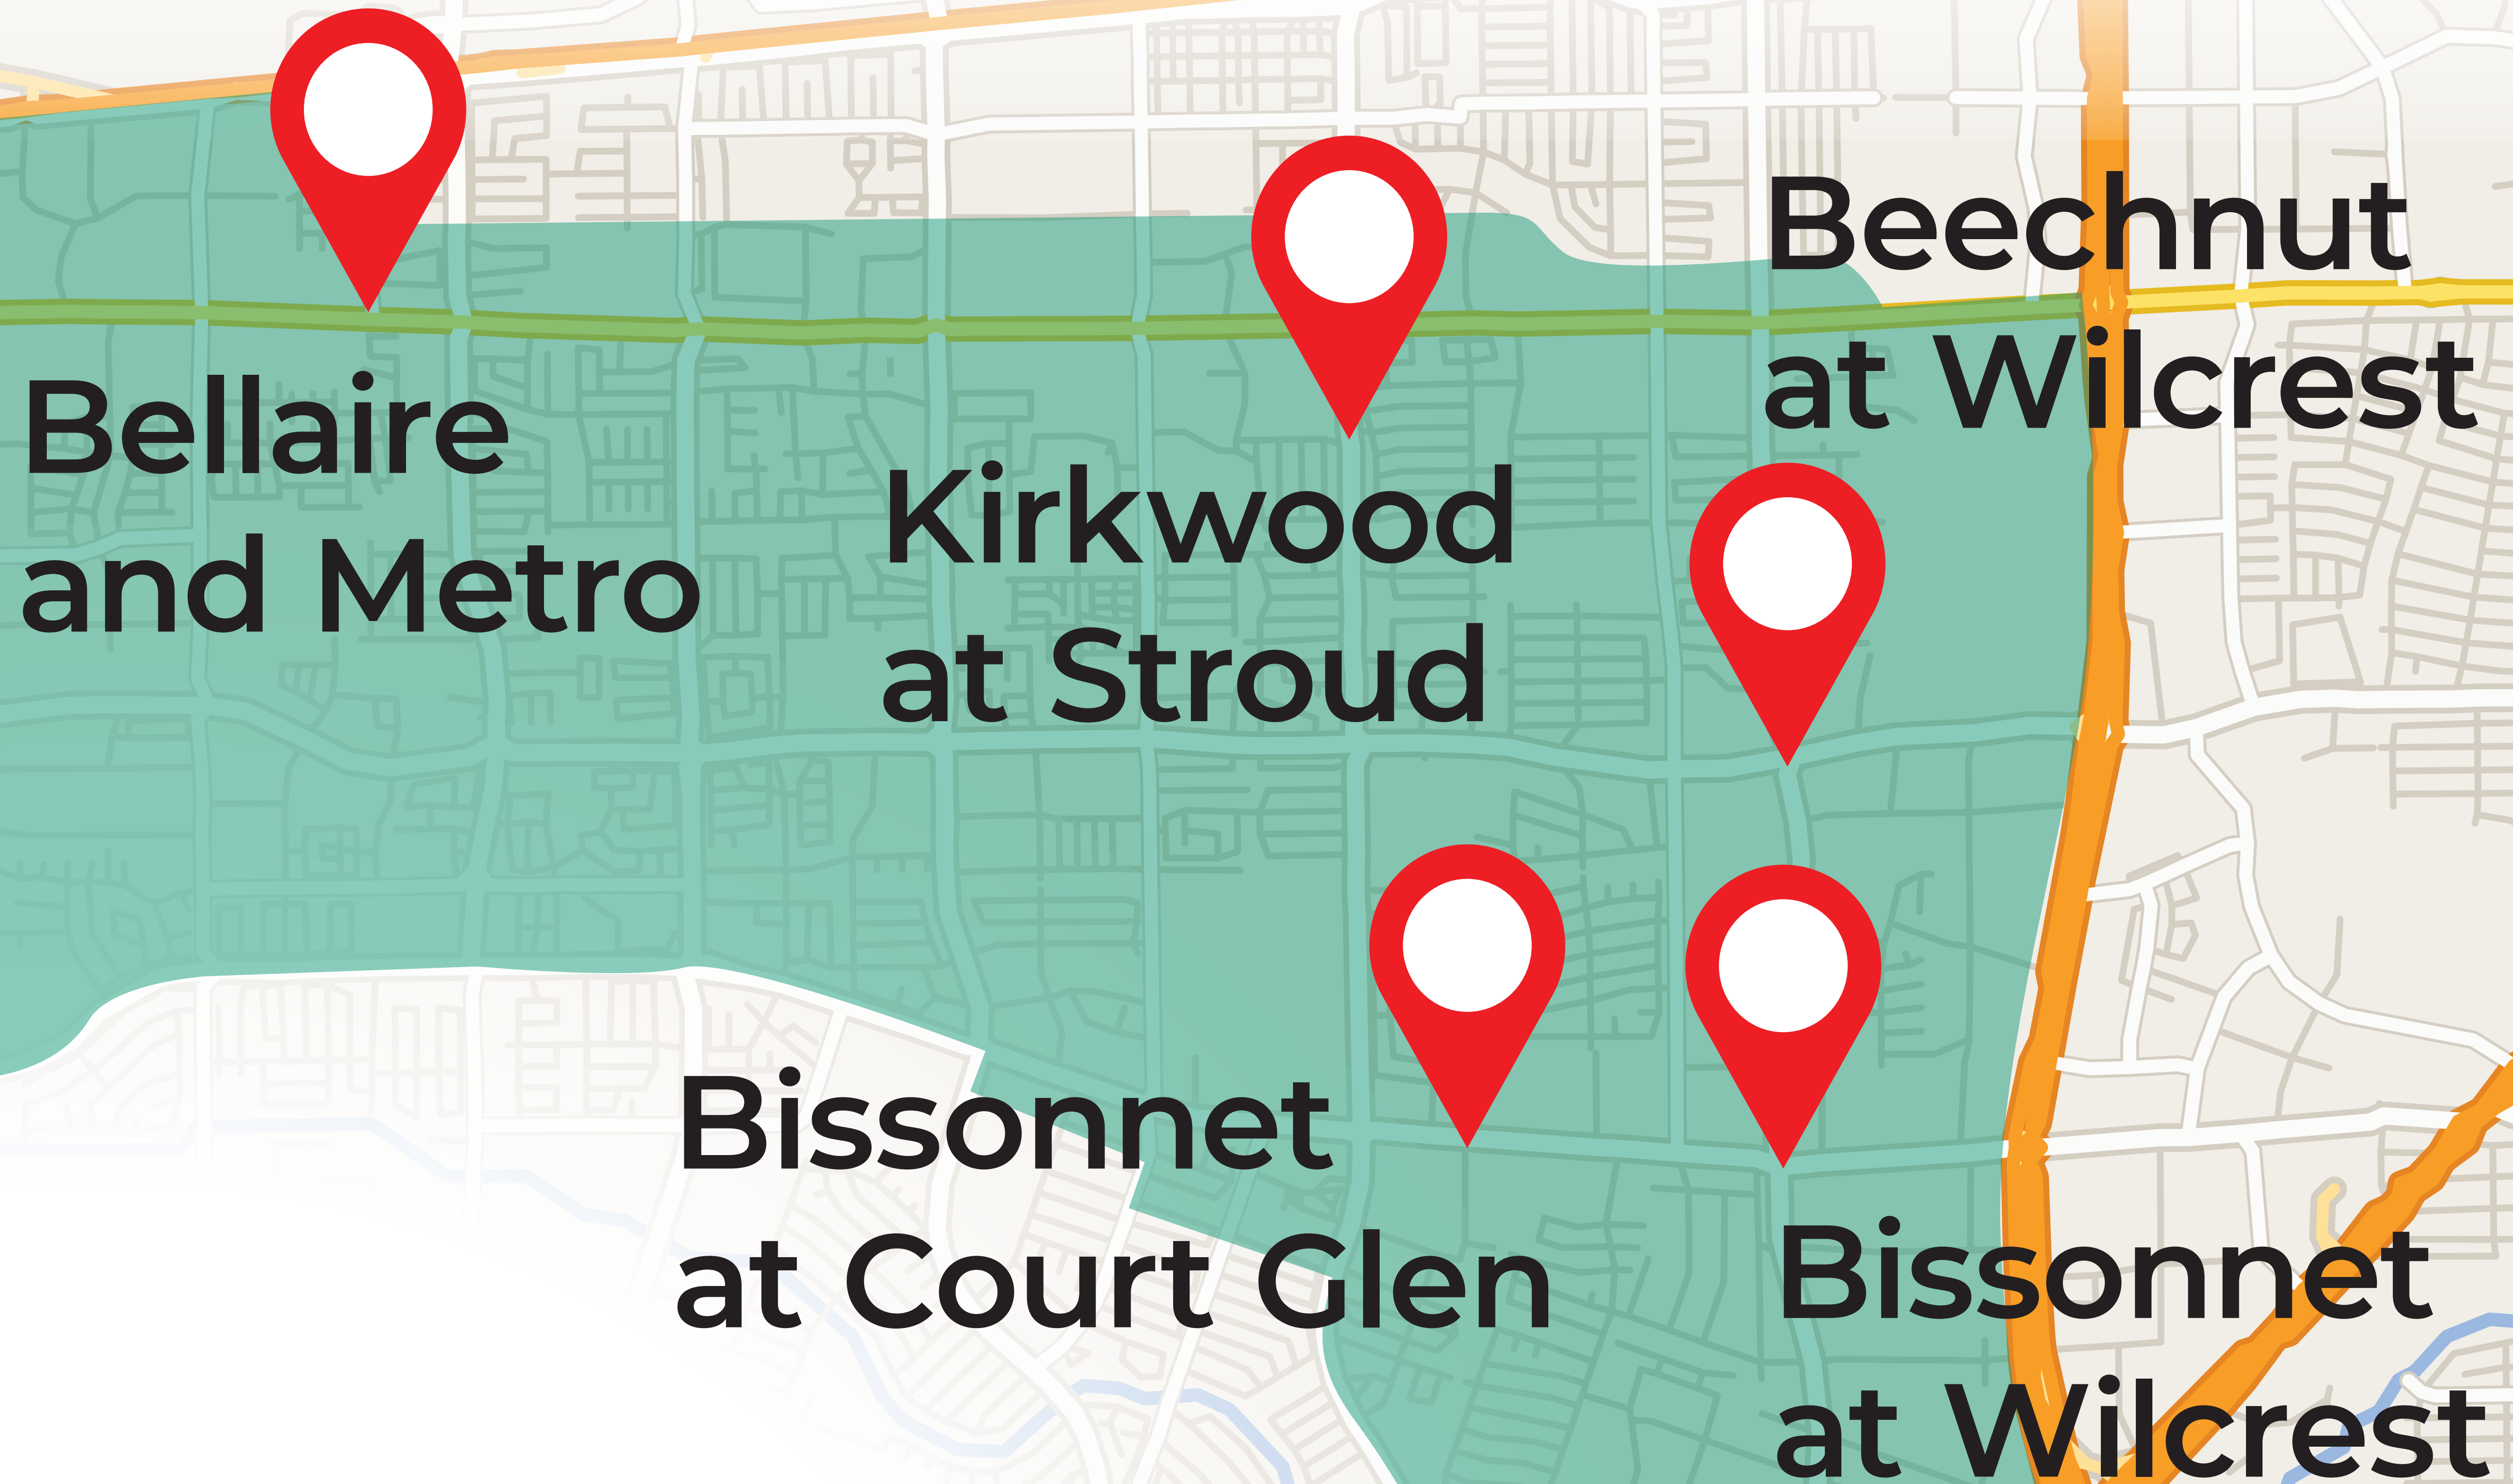 Beechnut
at Wilcrest
Bellaire
and Metro
Kirkwood
at Stroud
Bissonnet
at Court Glen
Bissonnet
at Wilcrest